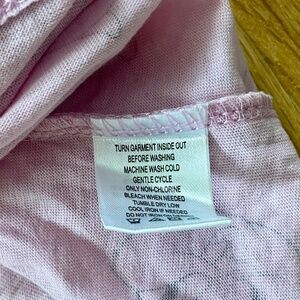 TURN GARMENT INSIDE OUT
BEFORE WASHING
MACHINE WASH COLD
GENTLE CYCLE
ONLY NON-CHLORINE
BLEACH WHEN NEEDED
TUMBLE DRY LOW
COOL IRON IF NEEDED
DO NOT IRON IF NEEDED